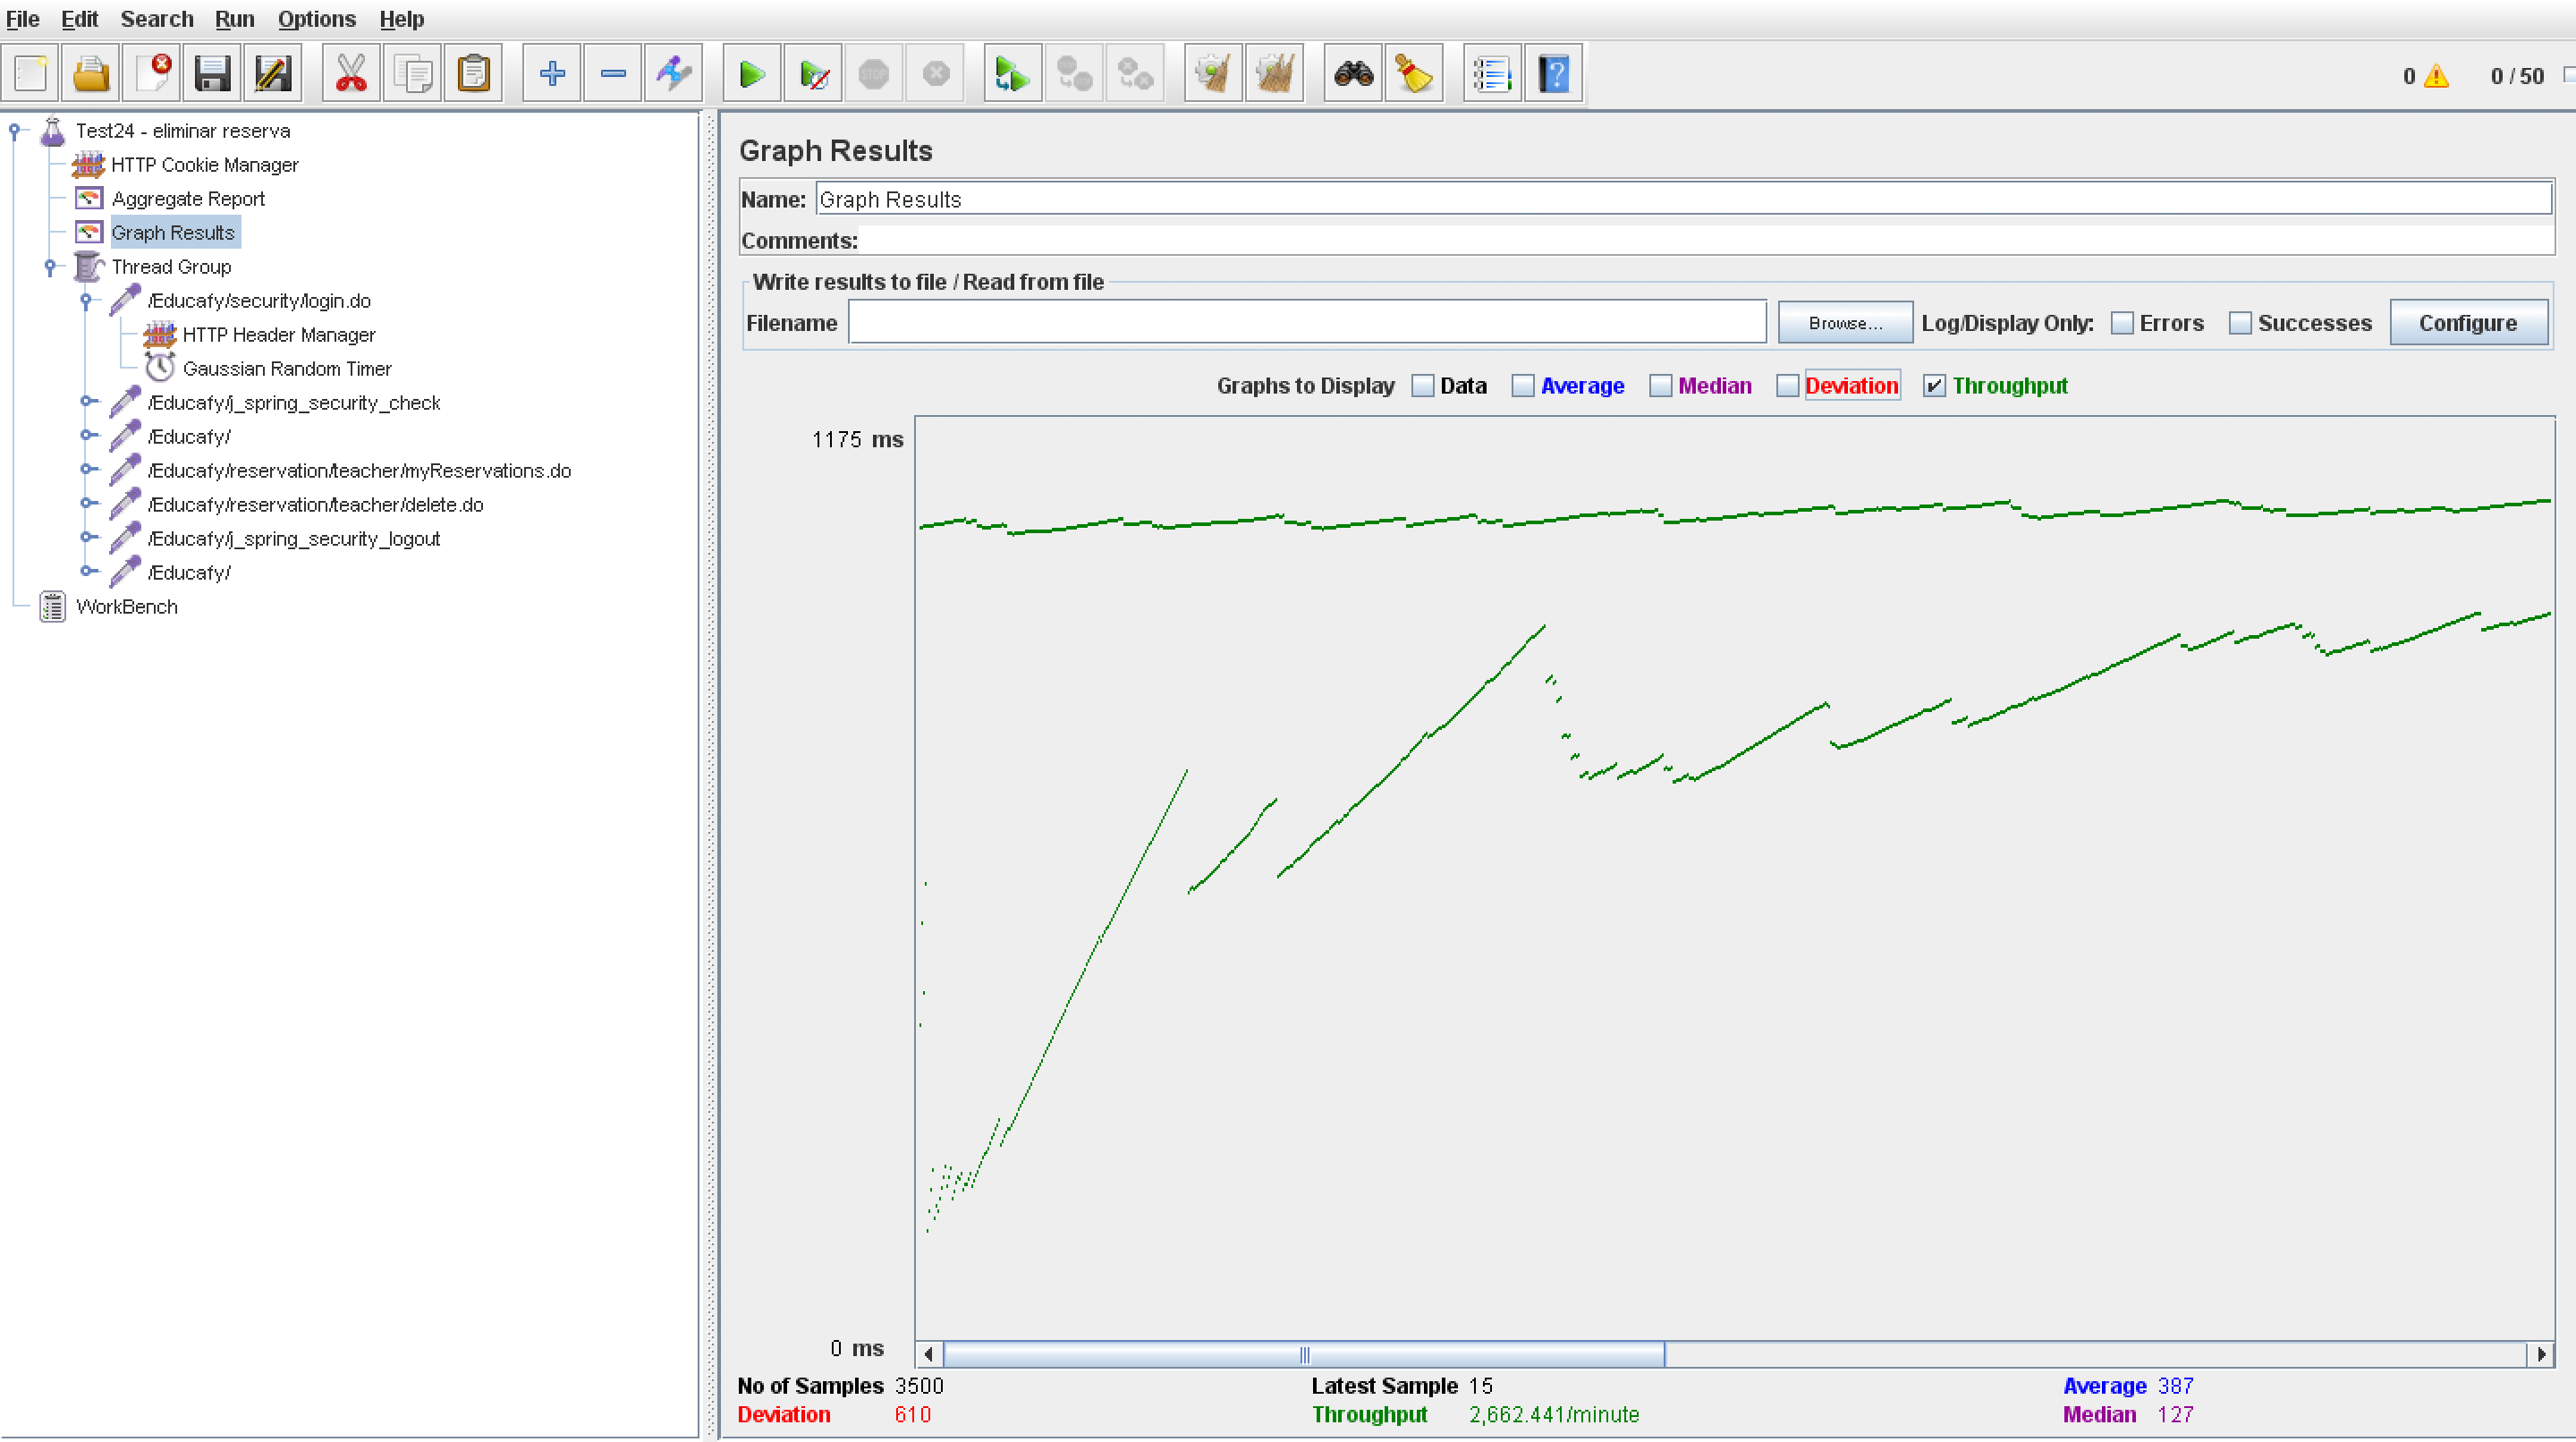 File Edit Search Run Options Help
STOP
0 0 / 50
Test24 - eliminar reserva
HTTP Cookie Manager
Aggregate Report
Graph Results
Thread Group
/Educafy/security/login.do
HTTP Header Manager
Gaussian Random Timer
/Educafy/j_spring_security_check
/Educafy/
/Educafy/reservation/teacher/myReservations.do
/Educafy/reservation/teacher/delete.do
/Educafy/j_spring_security_logout
/Educafy/
WorkBench
Graph Results
Name: Graph Results
Comments:
Write results to file / Read from file
Filename Browse... Log/Display Only: Errors Successes Configure
Graphs to Display Data Average Median Deviation Throughput
1175 ms
0 ms
No of Samples 3500 Latest Sample 15 Average 387
Deviation 610 Throughput 2,662.441/minute Median 127